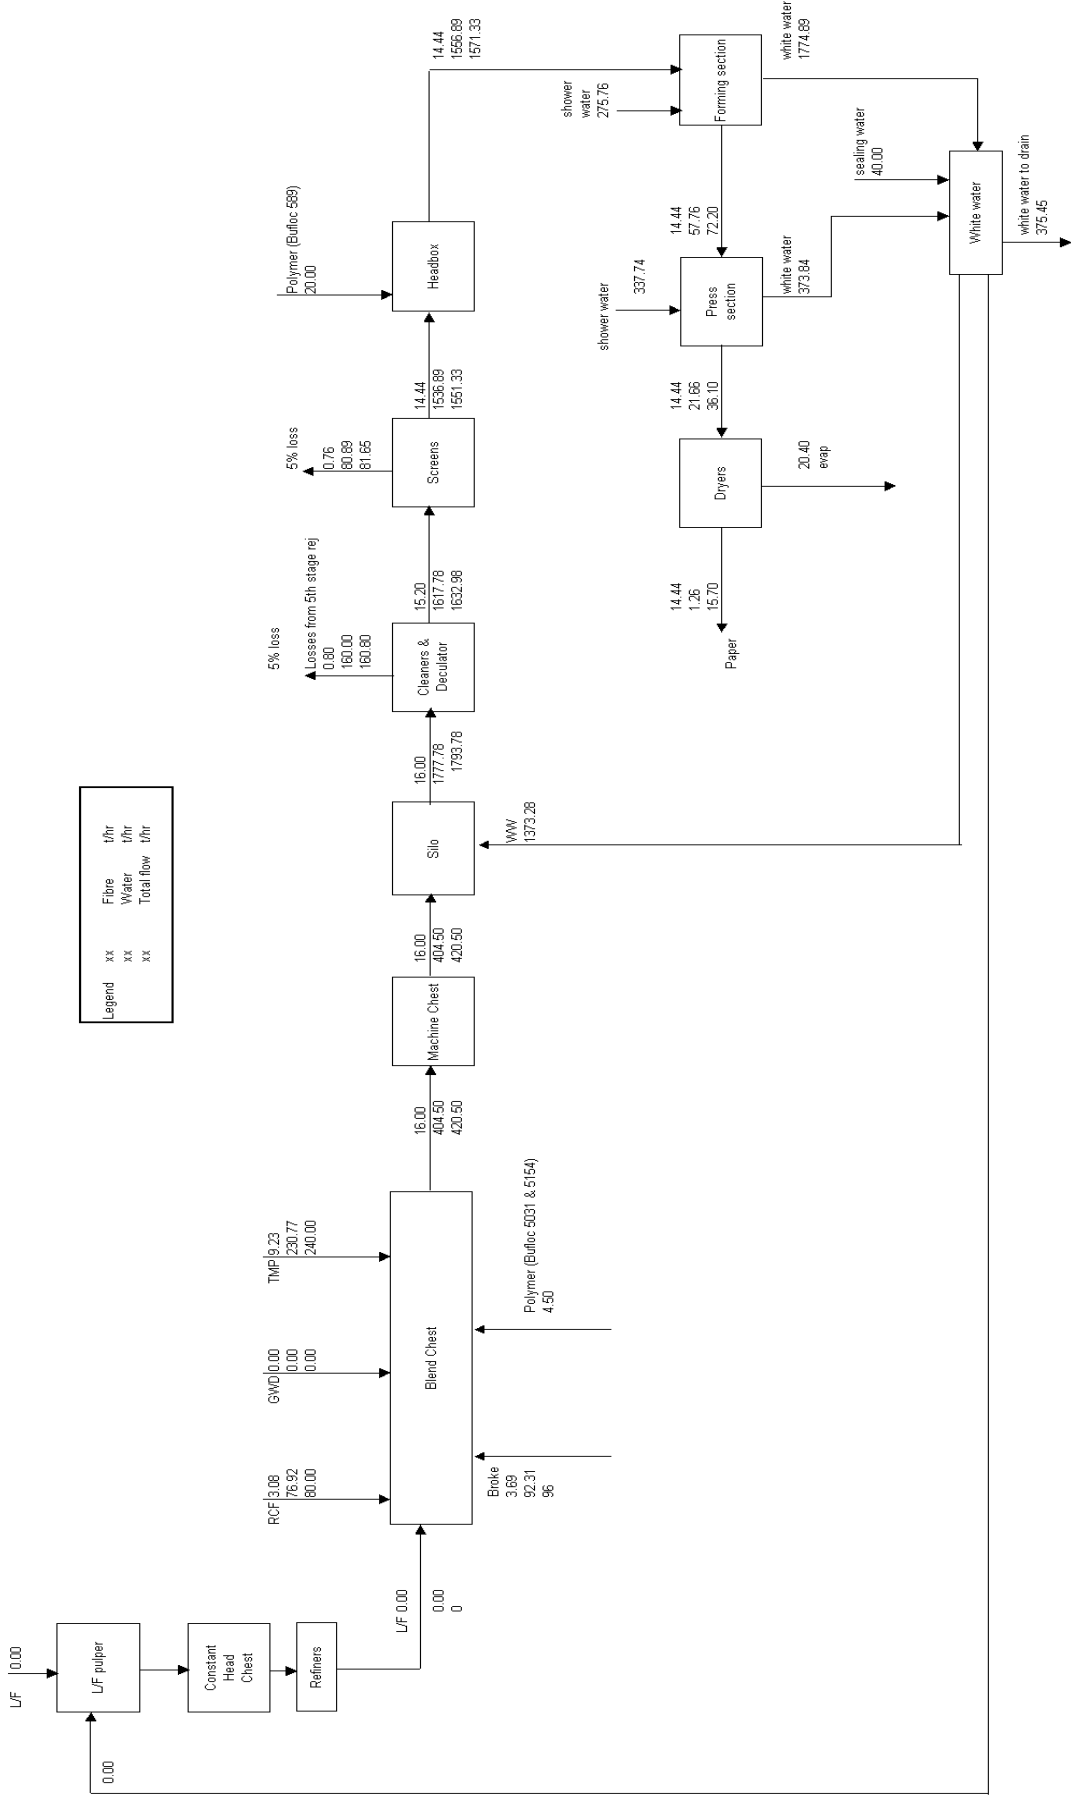 Legend xx Fibre t/hr
xx Water t/hr
xx Total flow t/hr
L/F 0.00
L/F pulper
0.00
Constant
Head
Chest
Refiners
L/F 0.00
0.00
0
RCF 3.08
76.92
80.00
GWD 0.00
0.00
0.00
TMP 9.23
230.77
240.00
Blend Chest
Broke
3.69
92.31
96
Polymer (Bufloc 5031 & 5154)
4.50
16.00
404.50
420.50
Machine Chest
16.00
404.50
420.50
Silo
WW
1373.28
16.00
1777.78
1793.78
Cleaners &
Deculator
5% loss
Losses from 5th stage rej
0.80
160.00
160.80
15.20
1617.78
1632.98
Screens
5% loss
0.76
80.89
81.65
14.44
1536.89
1551.33
Polymer (Bufloc 589)
20.00
Headbox
14.44
1556.89
1571.33
shower
water
275.76
Forming section
white water
1774.89
14.44
57.76
72.20
shower water
337.74
Press
section
white water
373.84
sealing water
40.00
White water
white water to drain
375.45
14.44
21.66
36.10
Dryers
20.40
evap
14.44
1.26
15.70
Paper